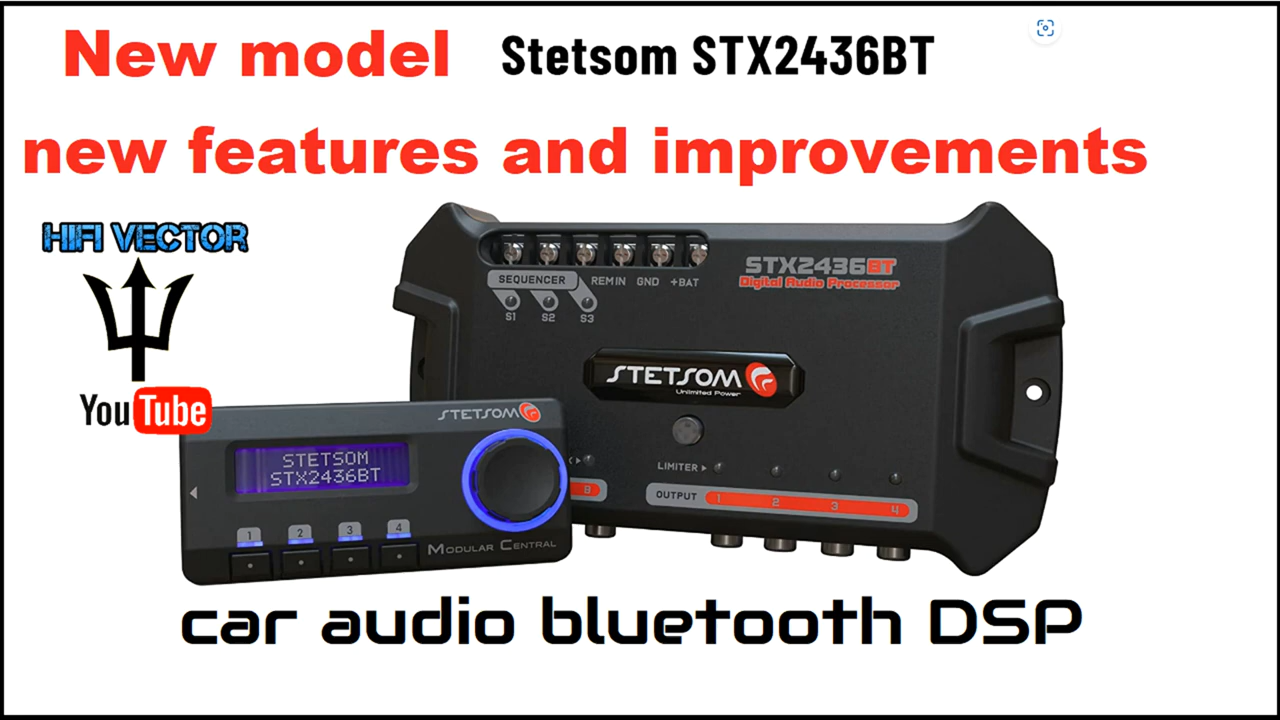 New model Stetsom STX2436BT
new features and improvements
HIFI VECTOR
YouTube
STX2436BT
Digital Audio Processor
SEQUENCER REM IN GND +BAT
S1 S2 S3
STETSOM
Unlimited Power
LIMITER
OUTPUT 1 2 3 4
B
STETSOM
STETSOM
STX2436BT
1 2 3 4
MODULAR CENTRAL
car audio bluetooth DSP